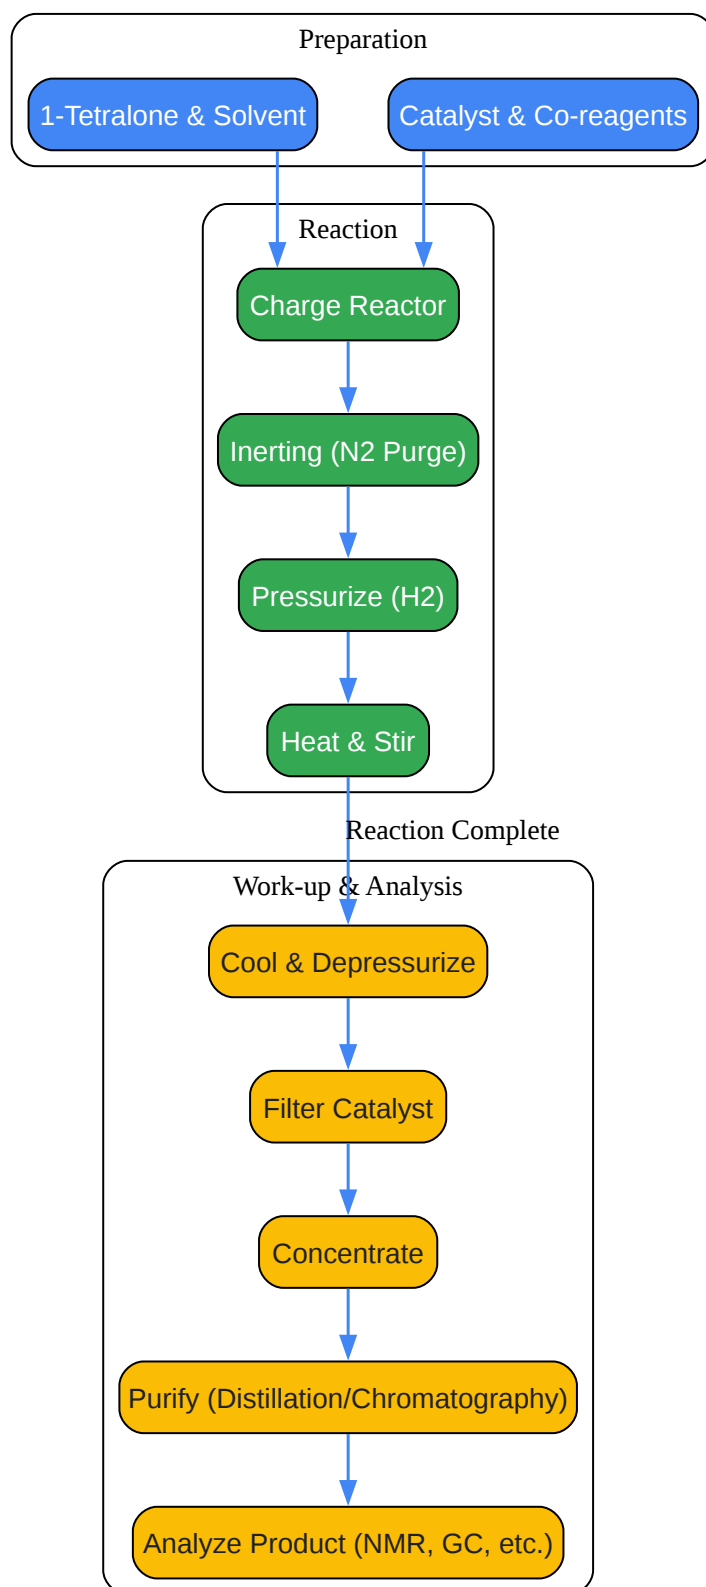 Preparation
1-Tetralone & Solvent
Catalyst & Co-reagents
Reaction
Charge Reactor
Inerting (N2 Purge)
Pressurize (H2)
Heat & Stir
Reaction Complete
Work-up & Analysis
Cool & Depressurize
Filter Catalyst
Concentrate
Purify (Distillation/Chromatography)
Analyze Product (NMR, GC, etc.)